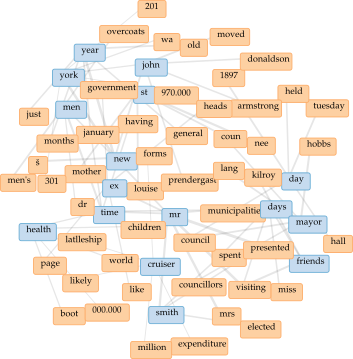 201
overcoats
moved
wa
old
year
john
donaldson
york
1897
government
st
970.000
held
men
heads
armstrong
tuesday
just
having
january
general
coun
months
nee
hobbs
š
new
forms
mother
lang
men's
301
ex
louise
prendergast
kilroy
day
dr
time
mr
municipalitie
days
children
mayor
health
latlleship
council
presented
hall
spent
page
world
cruiser
friends
likely
like
councillors
visiting
miss
boot
000.000
smith
mrs
elected
million
expenditure